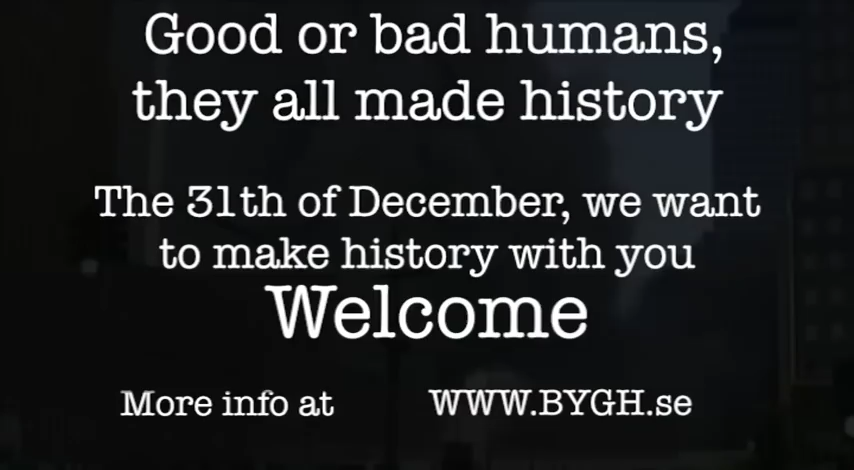 Good or bad humans,
they all made history
The 31th of December, we want
to make history with you
Welcome
More info at WWW.BYGH.se